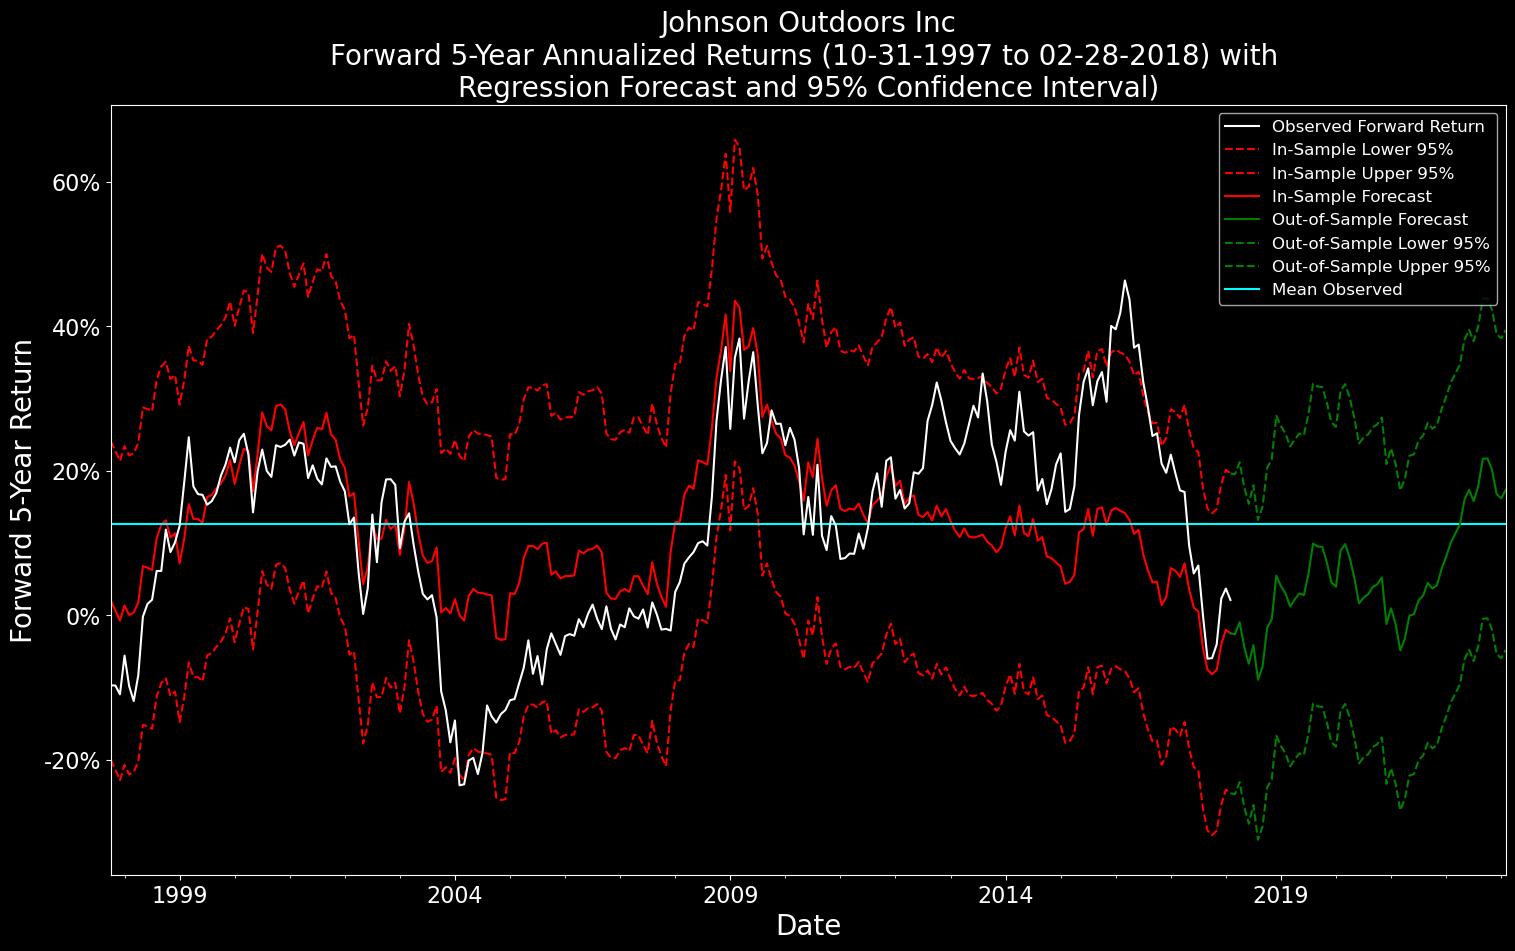 Johnson Outdoors Inc
Forward 5-Year Annualized Returns (10-31-1997 to 02-28-2018) with
Regression Forecast and 95% Confidence Interval)
Observed Forward Return
In-Sample Lower 95%
In-Sample Upper 95%
In-Sample Forecast
Out-of-Sample Forecast
Out-of-Sample Lower 95%
Out-of-Sample Upper 95%
Mean Observed
Forward 5-Year Return
60%
40%
20%
0%
-20%
1999
2004
2009
2014
2019
Date